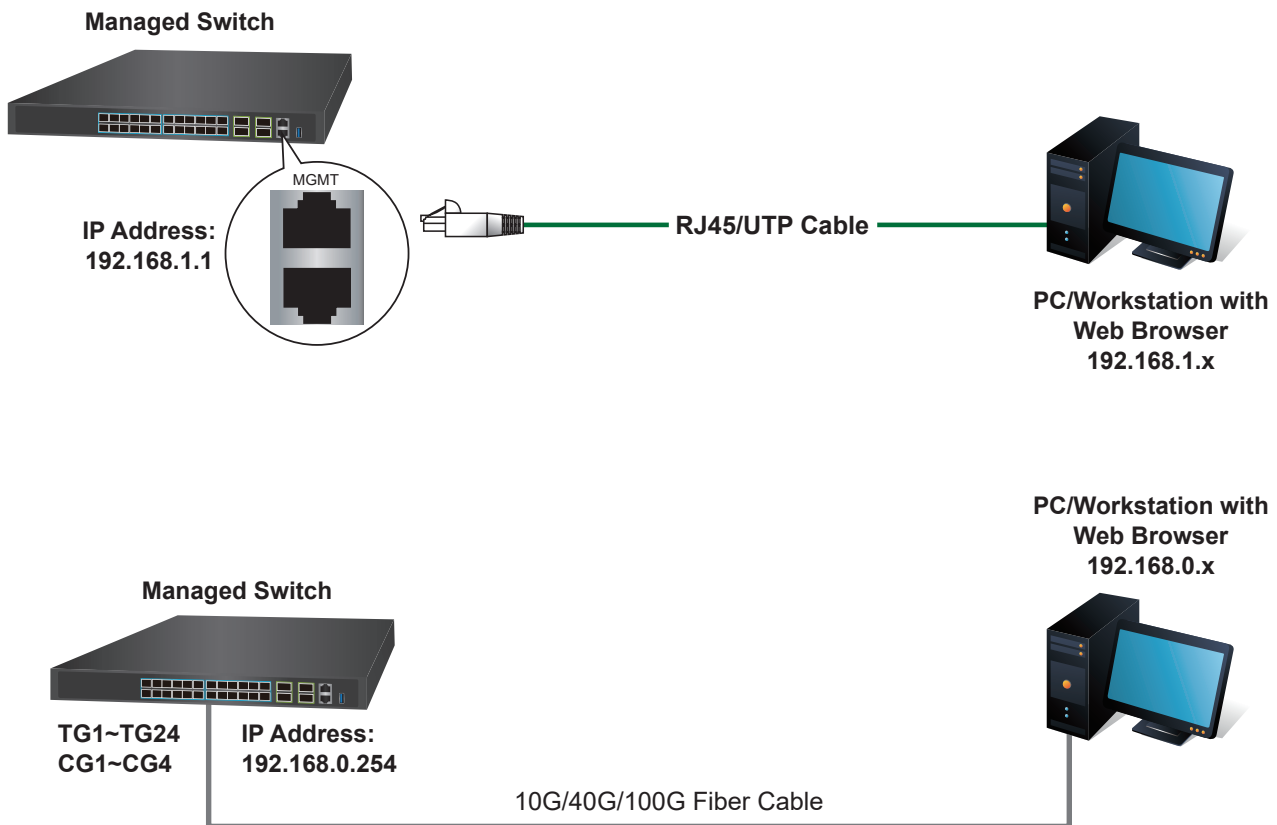 Managed Switch
MGMT
IP Address:
192.168.1.1
RJ45/UTP Cable
PC/Workstation with
Web Browser
192.168.1.x
PC/Workstation with
Web Browser
192.168.0.x
Managed Switch
TG1~TG24
CG1~CG4
IP Address:
192.168.0.254
10G/40G/100G Fiber Cable